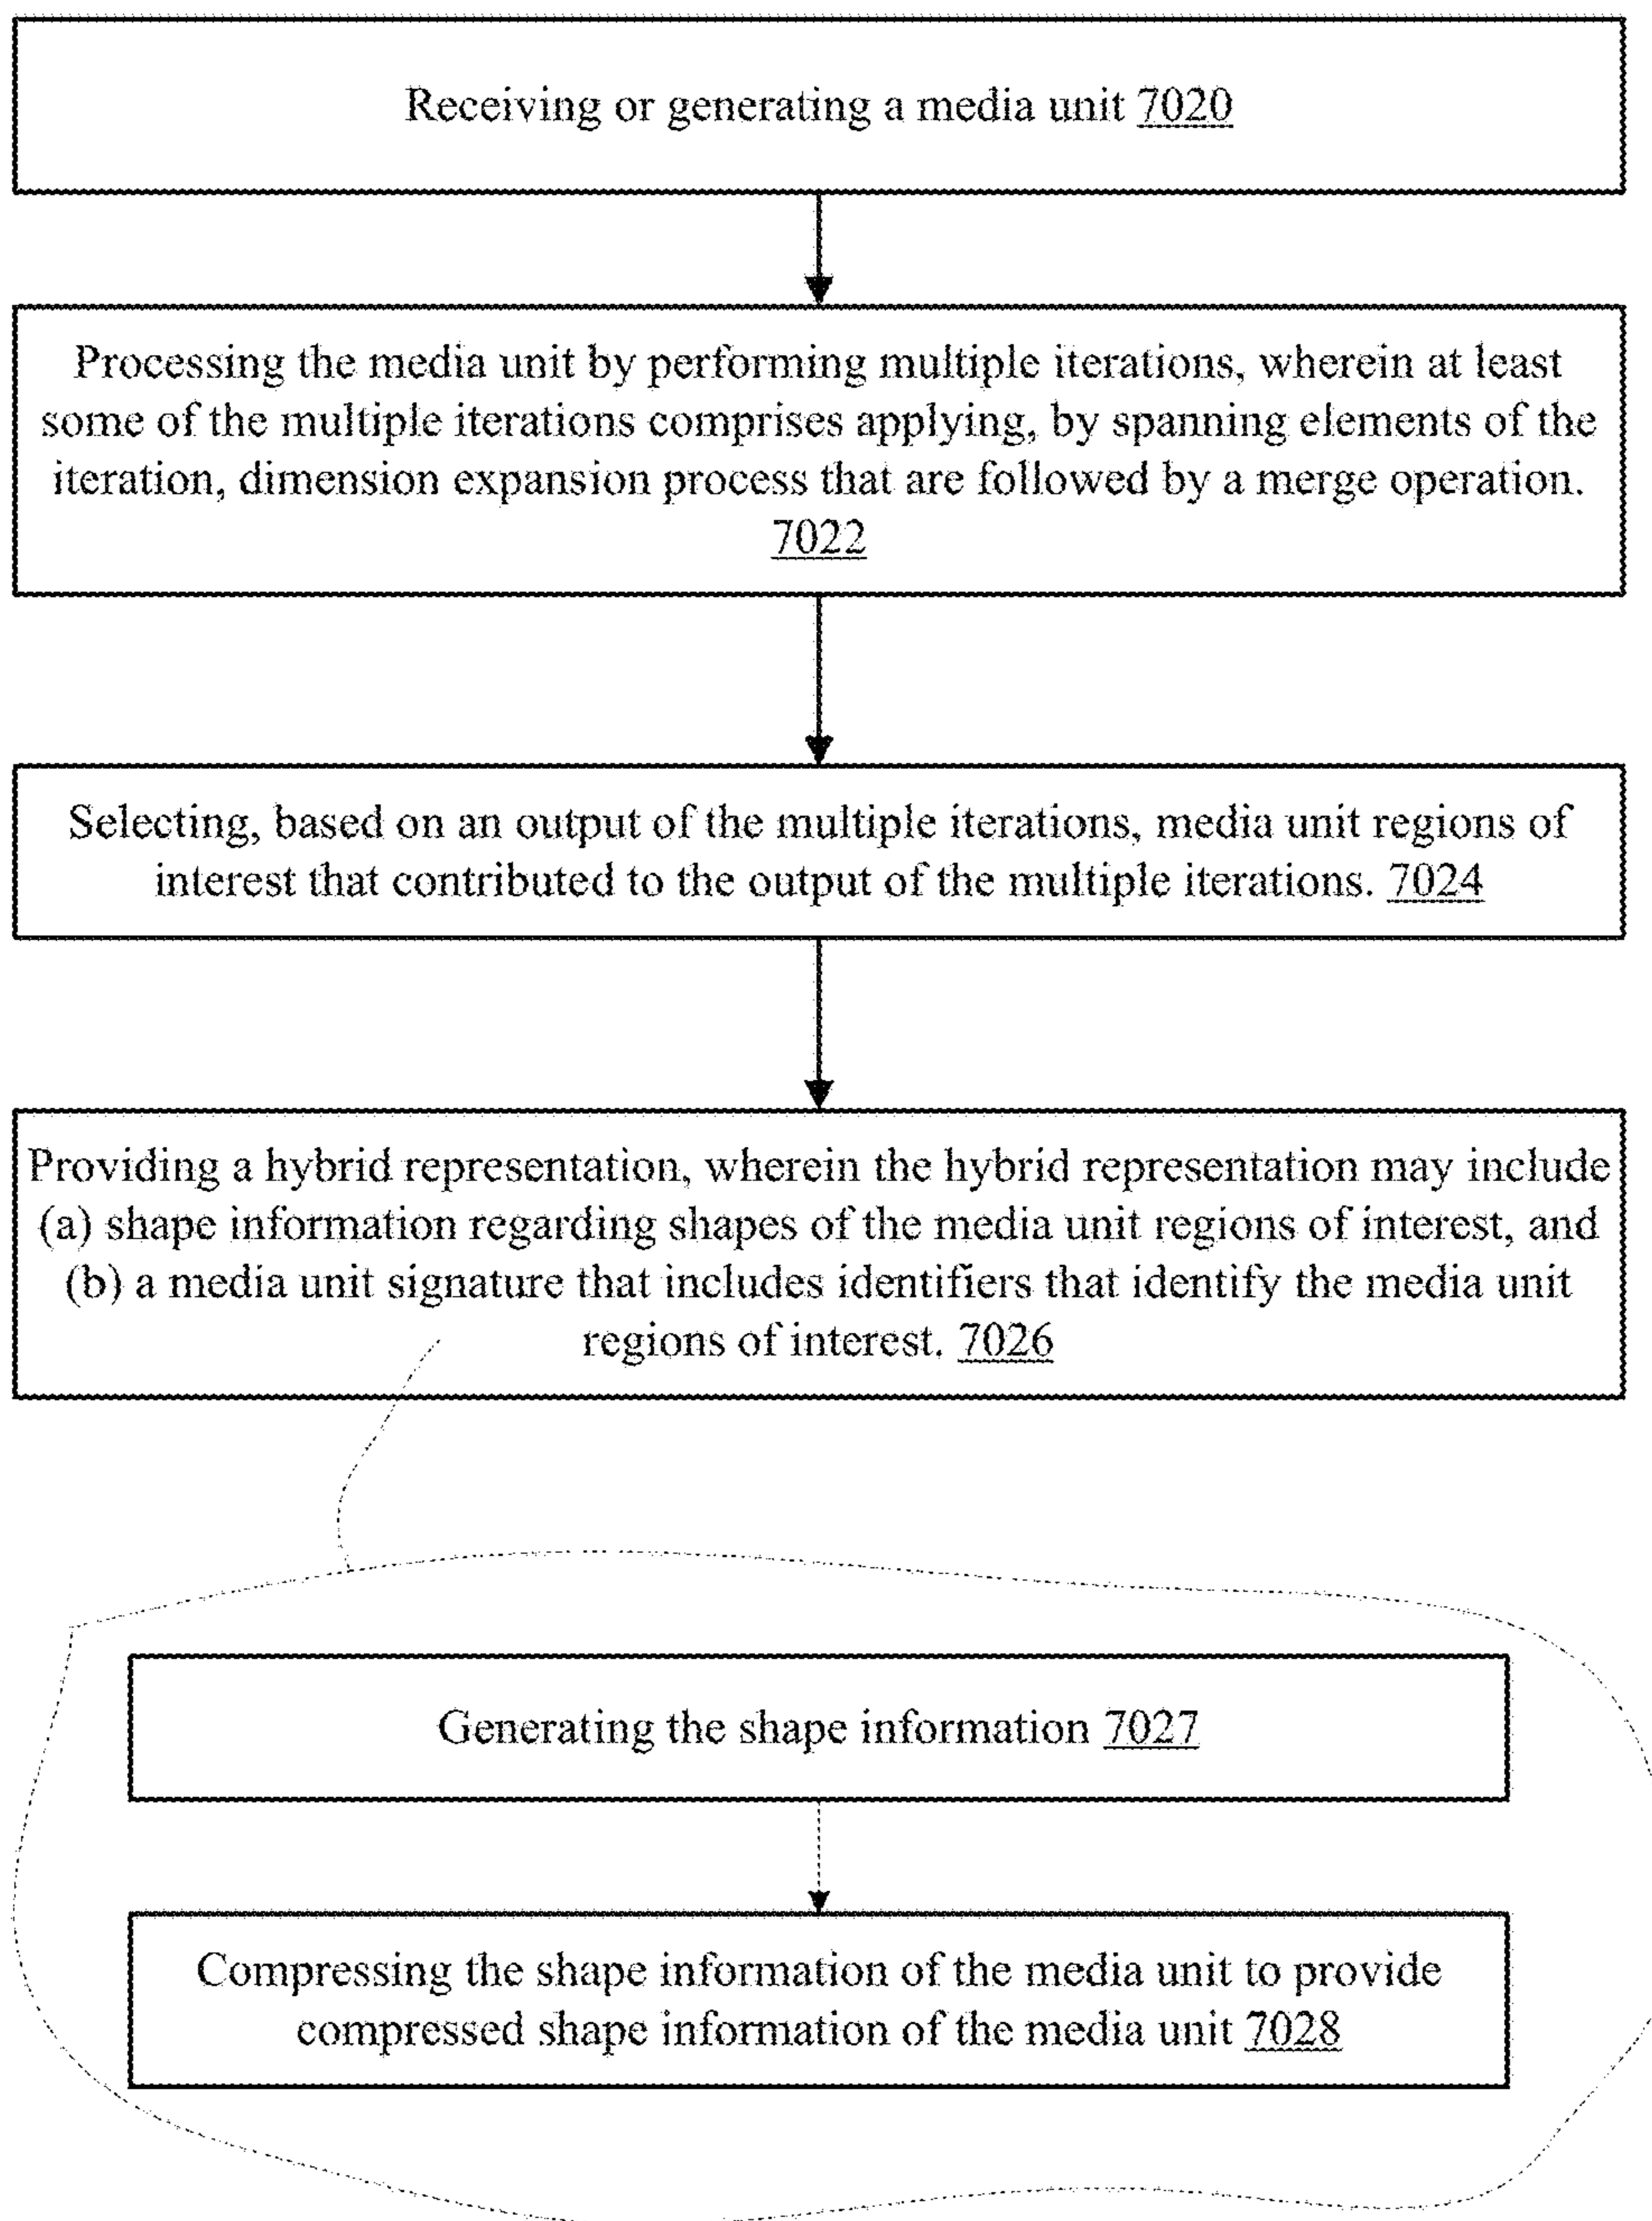 Receiving or generating a media unit 7020
Processing the media unit by performing multiple iterations, wherein at least
some of the multiple iterations comprises applying, by spanning elements of the
iteration, dimension expansion process that are followed by a merge operation.
7022
Selecting, based on an output of the multiple iterations, media unit regions of
interest that contributed to the output of the multiple iterations. 7024
Providing a hybrid representation, wherein the hybrid representation may include
(a) shape information regarding shapes of the media unit regions of interest, and
(b) a media unit signature that includes identifiers that identify the media unit
regions of interest. 7026
Generating the shape information 7027
Compressing the shape information of the media unit to provide
compressed shape information of the media unit 7028